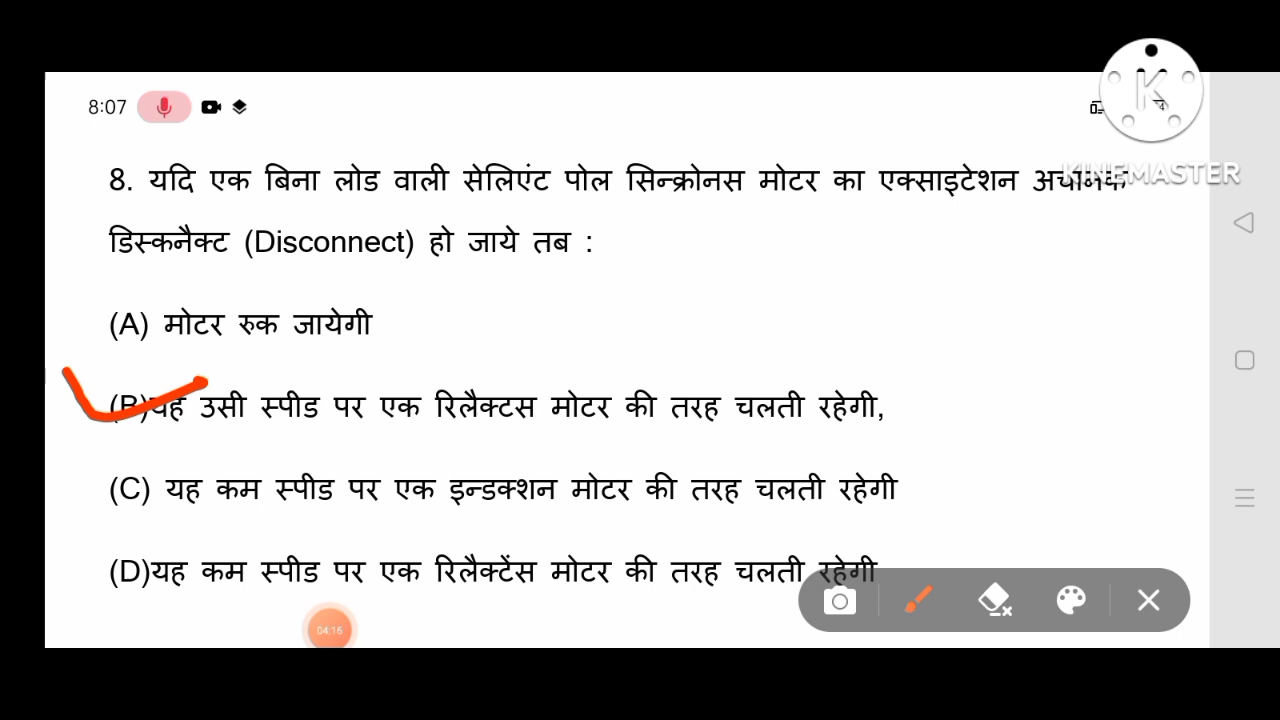 8:07
K
KINEMASTER
8. यदि एक बिना लोड वाली सेलिएंट पोल सिन्क्रोनस मोटर का एक्साइटेशन अचानक
डिस्कनैक्ट (Disconnect) हो जाये तब :
(A) मोटर रुक जायेगी
(B)यह उसी स्पीड पर एक रिलैक्टस मोटर की तरह चलती रहेगी,
(C) यह कम स्पीड पर एक इन्डक्शन मोटर की तरह चलती रहेगी
(D)यह कम स्पीड पर एक रिलैक्टेंस मोटर की तरह चलती रहेगी
04:16